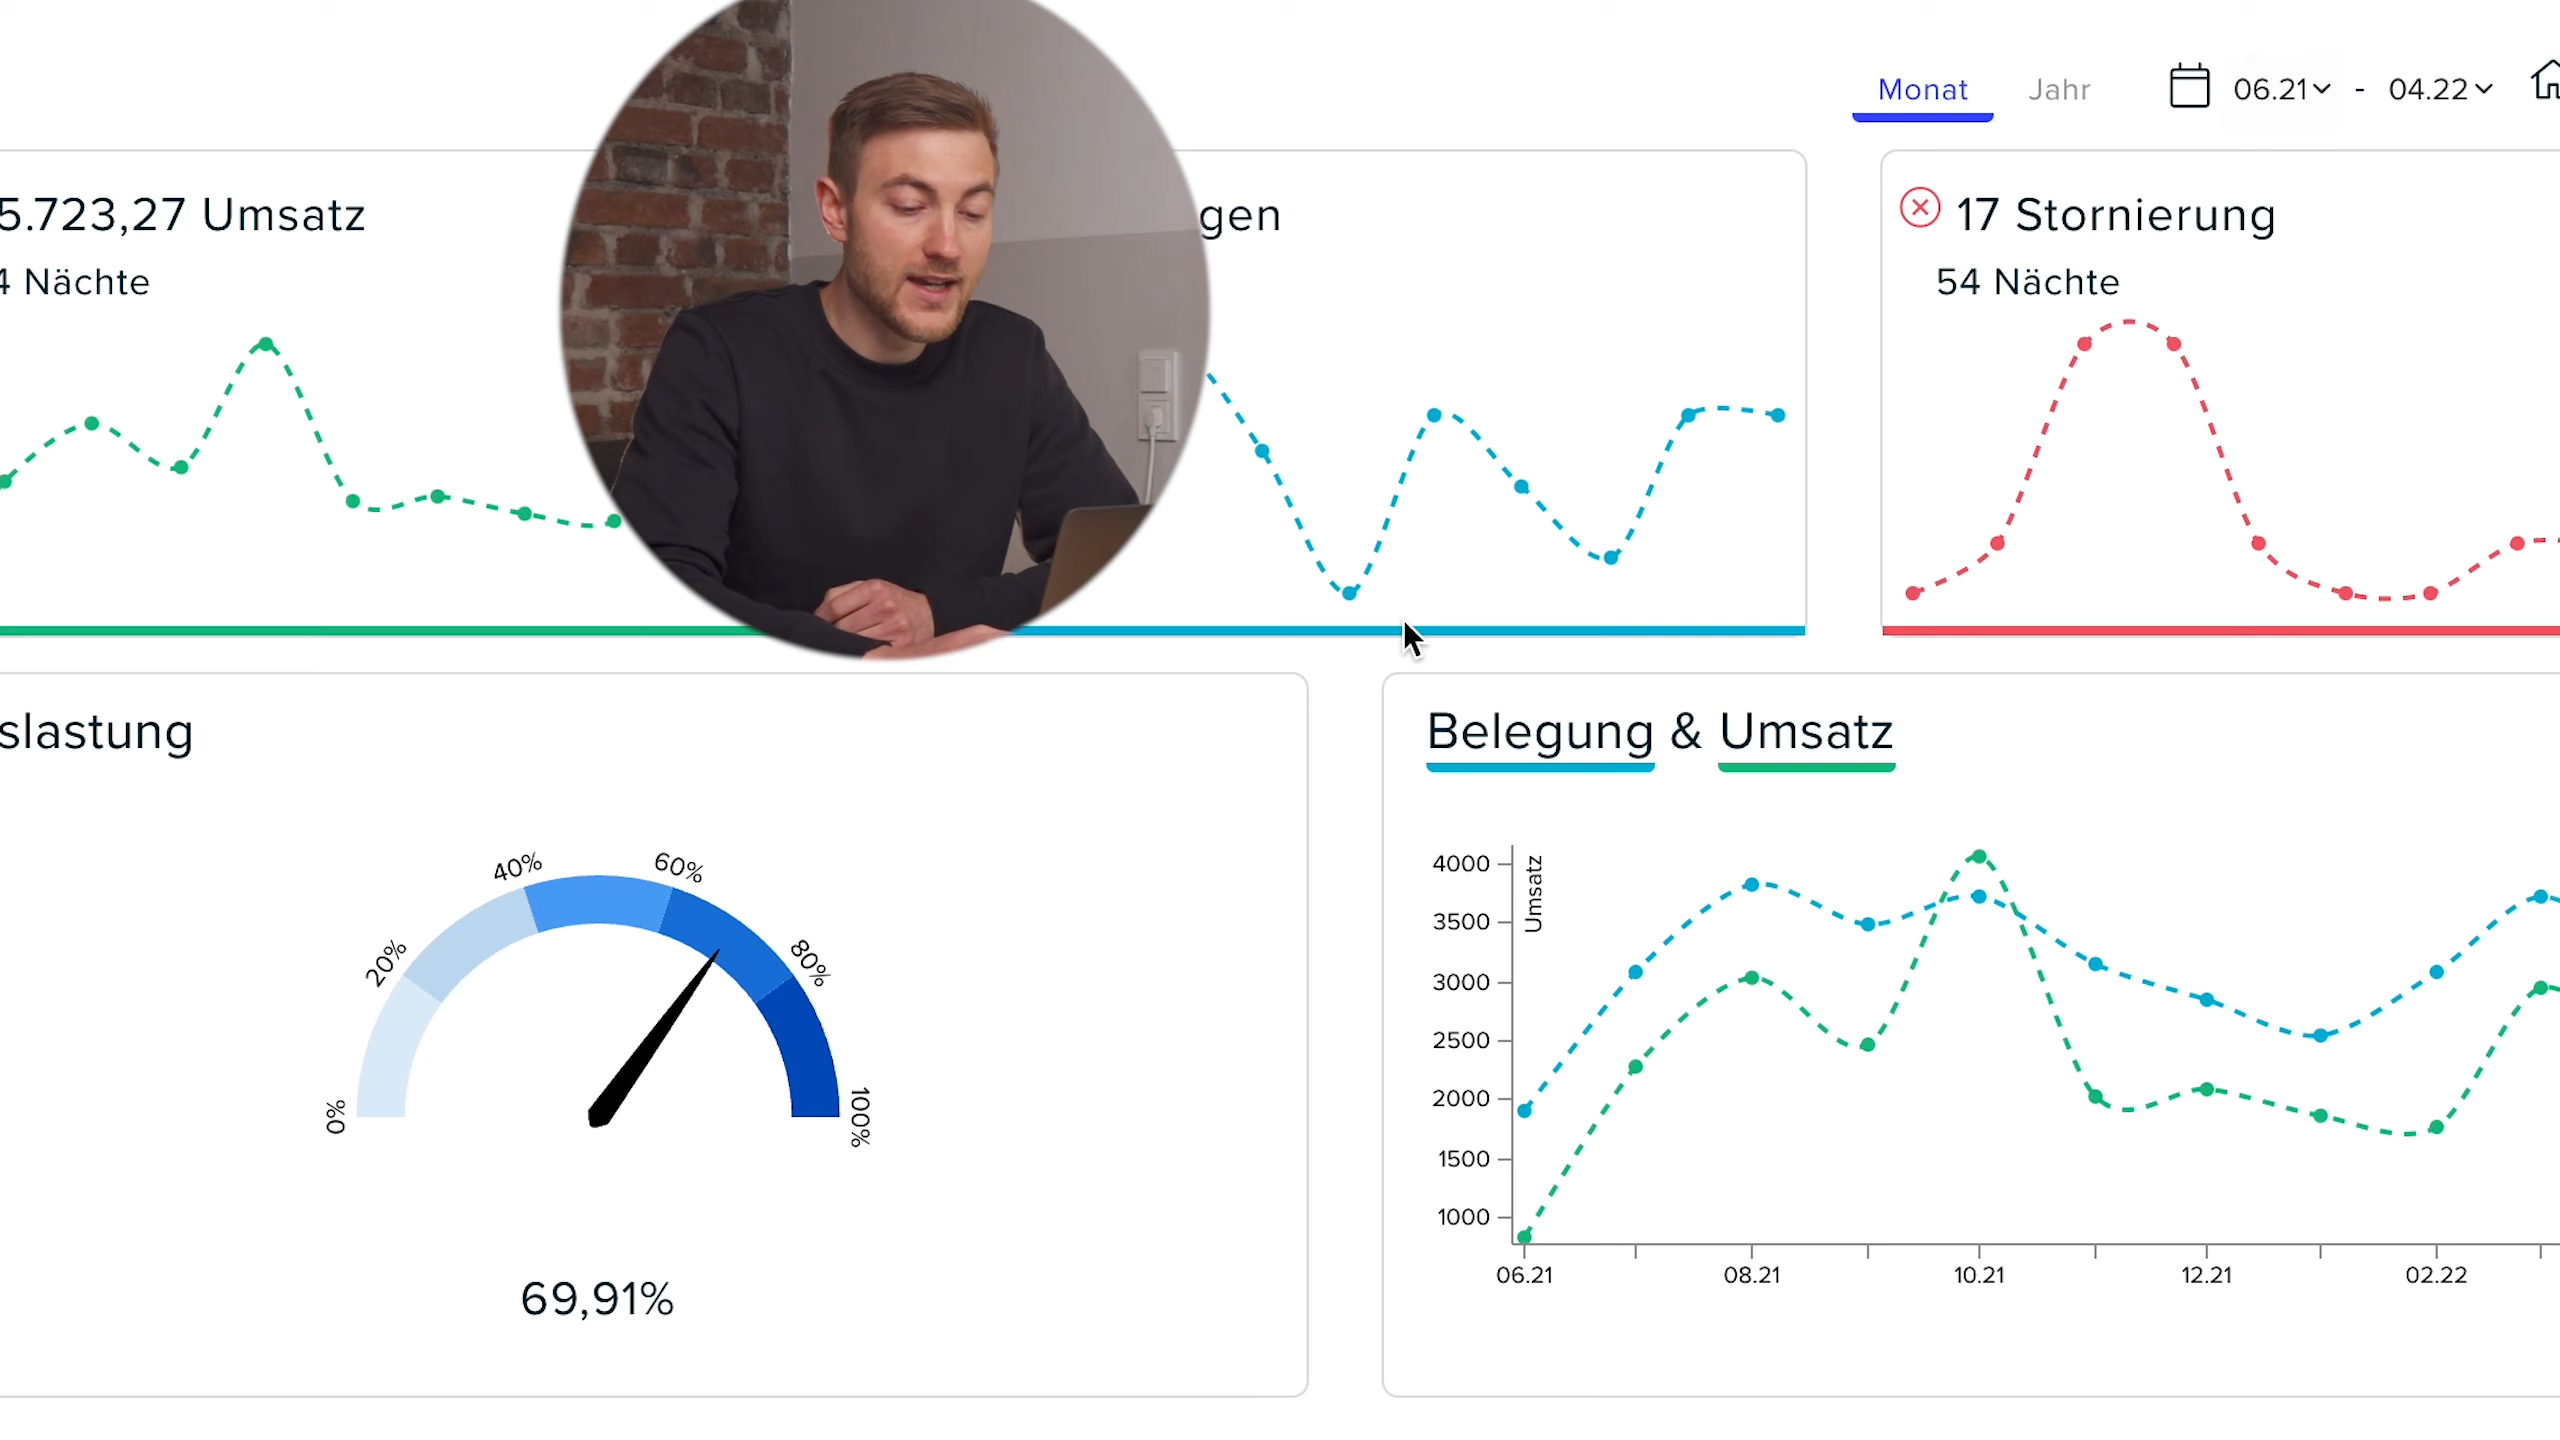 Monat Jahr 06.21 - 04.22
5.723,27 Umsatz
4 Nächte
gen
17 Stornierung
54 Nächte
slastung
0%
20%
40%
60%
80%
100%
69,91%
Belegung & Umsatz
Umsatz
4000
3500
3000
2500
2000
1500
1000
06.21 08.21 10.21 12.21 02.22